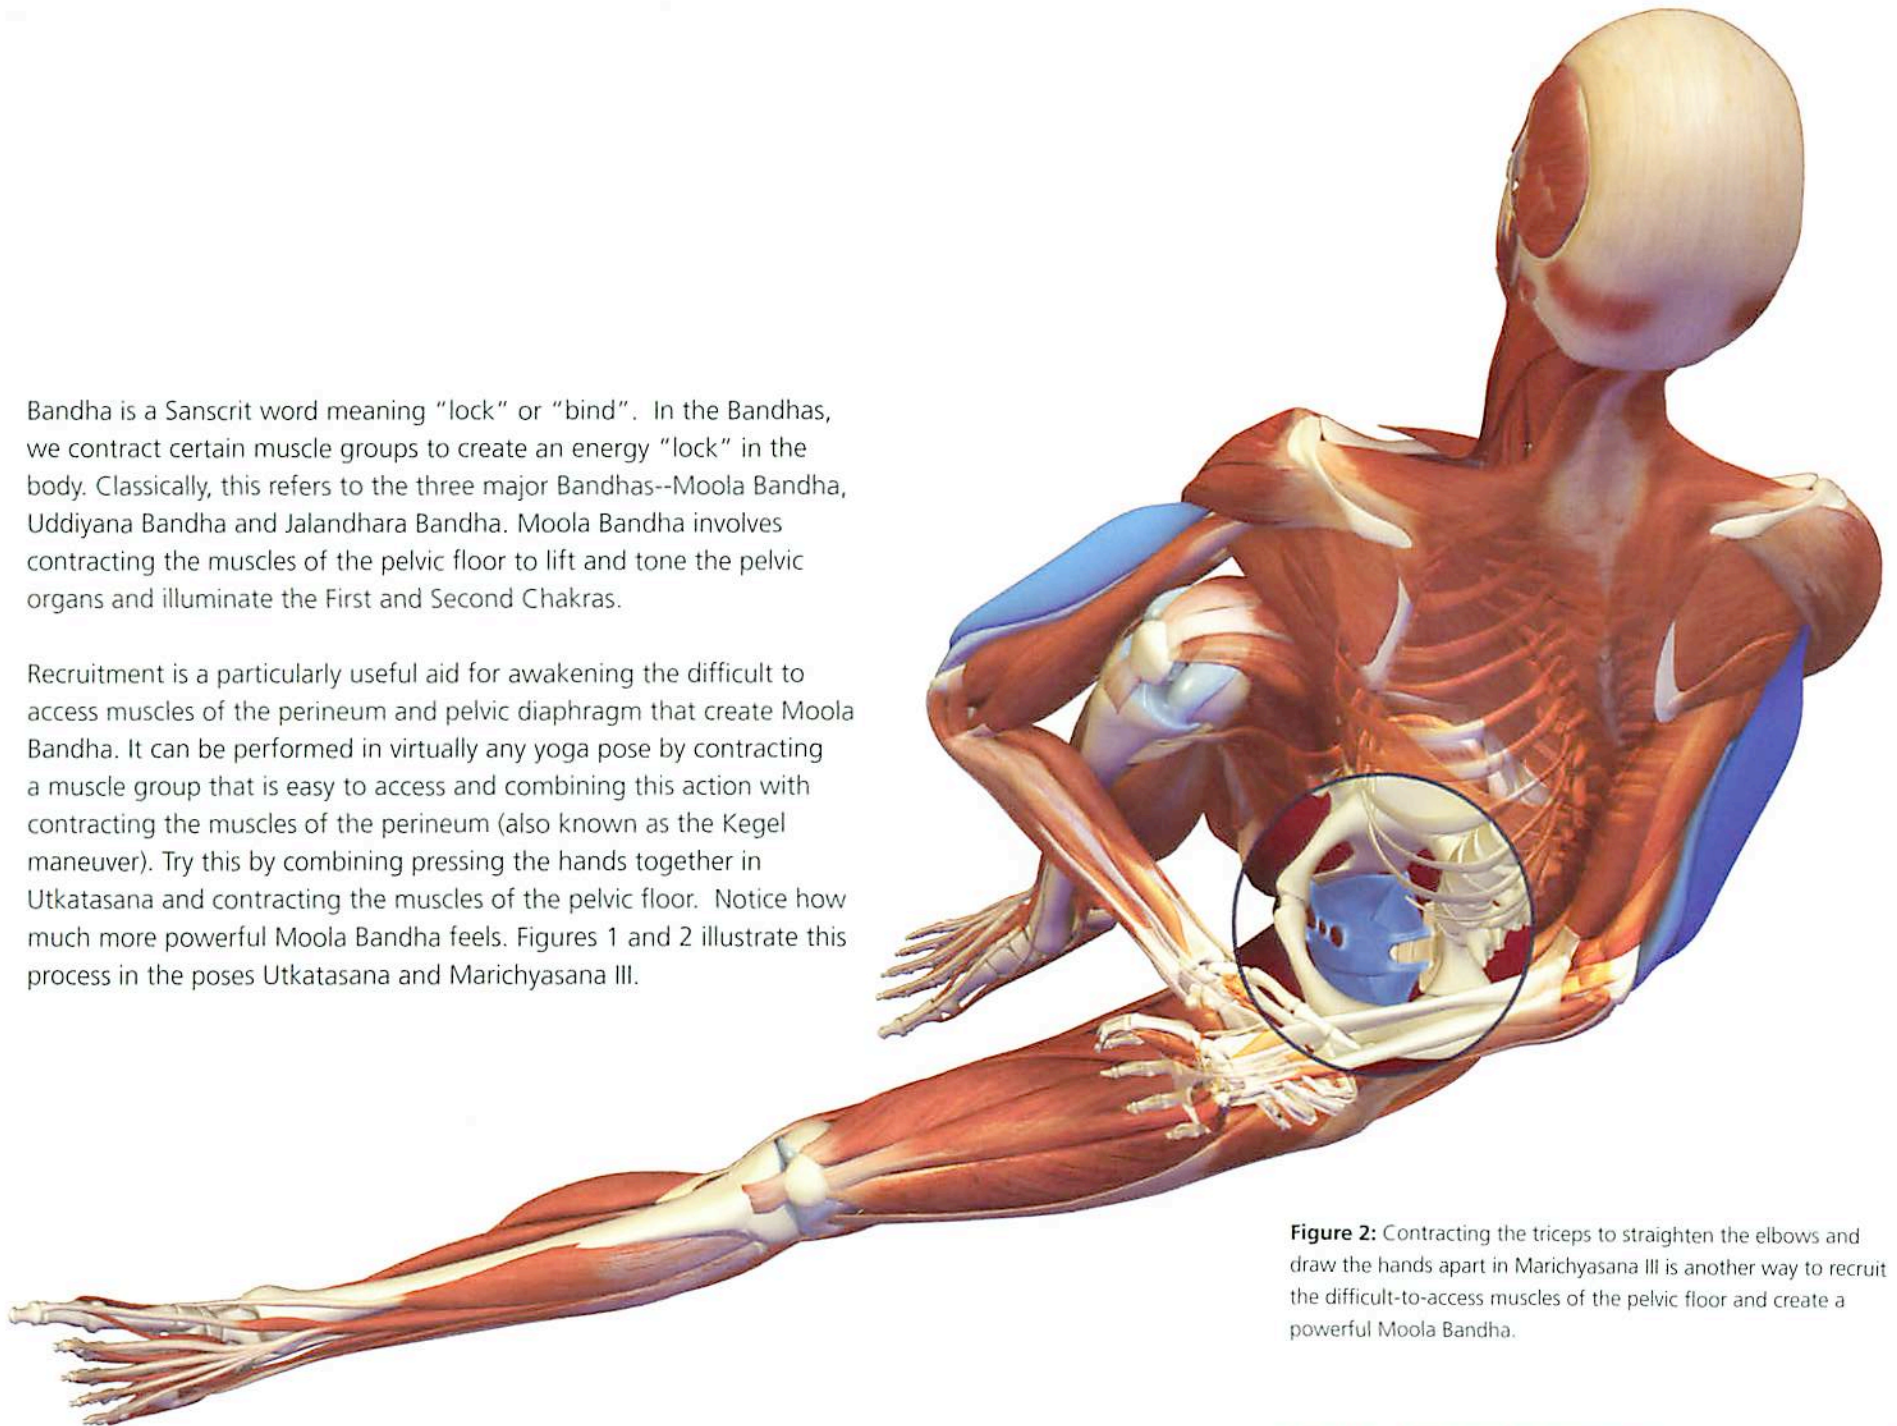 Bandha is a Sanscrit word meaning "lock" or "bind".  In the Bandhas,
we contract certain muscle groups to create an energy "lock" in the
body. Classically, this refers to the three major Bandhas--Moola Bandha,
Uddiyana Bandha and Jalandhara Bandha. Moola Bandha involves
contracting the muscles of the pelvic floor to lift and tone the pelvic
organs and illuminate the First and Second Chakras.
Recruitment is a particularly useful aid for awakening the difficult to
access muscles of the perineum and pelvic diaphragm that create Moola
Bandha. It can be performed in virtually any yoga pose by contracting
a muscle group that is easy to access and combining this action with
contracting the muscles of the perineum (also known as the Kegel
maneuver). Try this by combining pressing the hands together in
Utkatasana and contracting the muscles of the pelvic floor.  Notice how
much more powerful Moola Bandha feels. Figures 1 and 2 illustrate this
process in the poses Utkatasana and Marichyasana III.
Figure 2: Contracting the triceps to straighten the elbows and
draw the hands apart in Marichyasana III is another way to recruit
the difficult-to-access muscles of the pelvic floor and create a
powerful Moola Bandha.